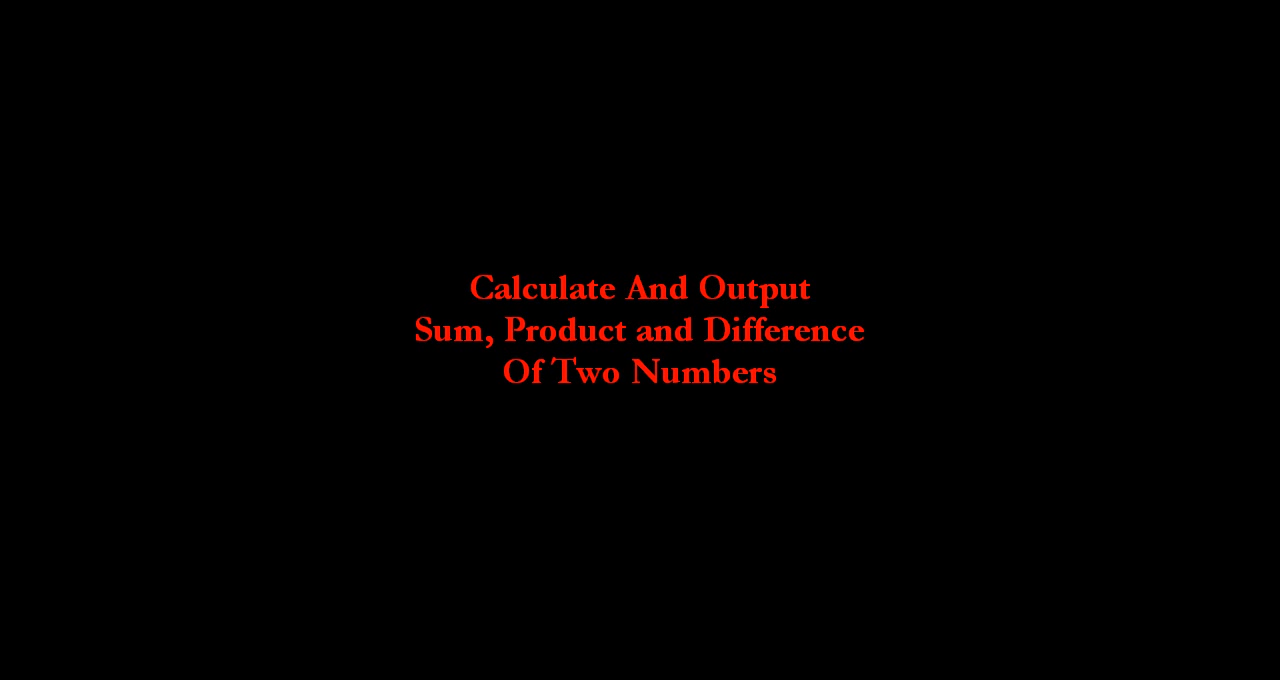 Calculate And Output
Sum, Product and Difference
Of Two Numbers